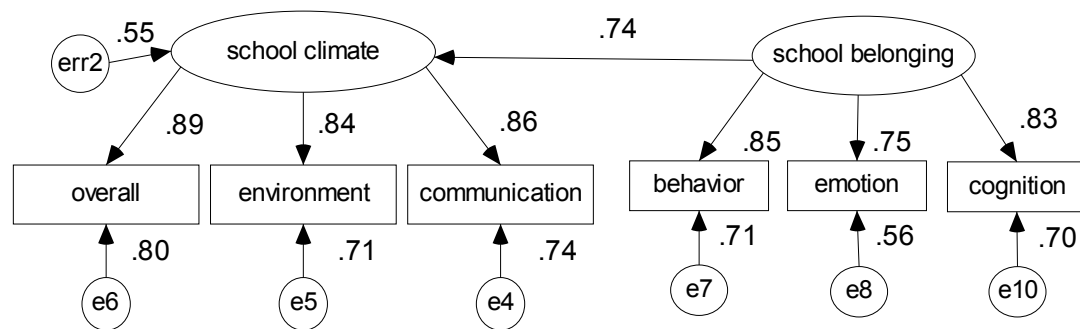 .55
.74
err2
school climate
school belonging
.89
.84
.86
.85
.75
.83
overall
environment
communication
behavior
emotion
cognition
.80
.71
.74
.71
.56
.70
e6
e5
e4
e7
e8
e10